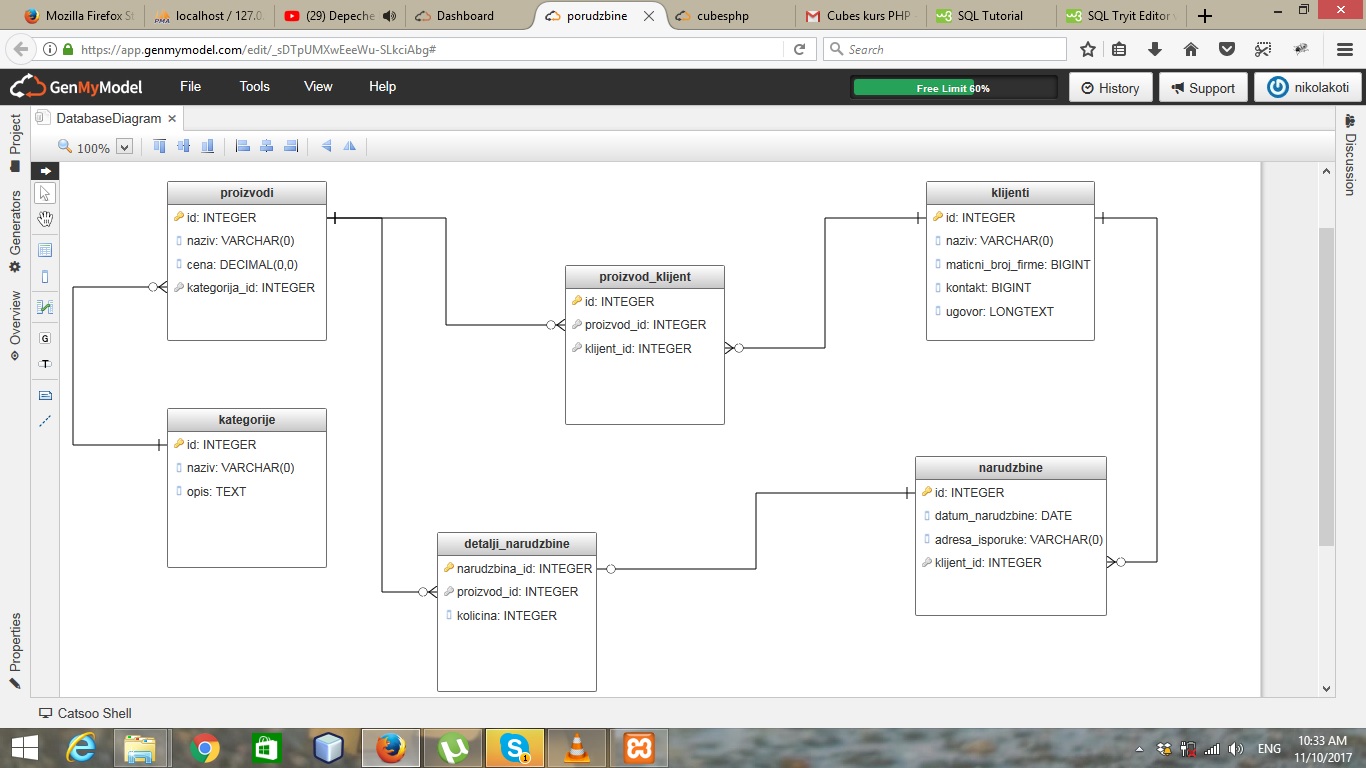 Mozilla Firefox St
localhost / 127.0.
(29) Depeche
Dashboard
porudzbine
cubesphp
Cubes kurs PHP -
SQL Tutorial
SQL Tryit Editor v
https://app.genmymodel.com/edit/_sDTpUMXwEeeWu-SLkciAbg#
Search
GenMyModel
File
Tools
View
Help
Free Limit 60%
History
Support
nikolakoti
DatabaseDiagram
100%
Project
Generators
Overview
Properties
Discussion
proizvodi
id: INTEGER
naziv: VARCHAR(0)
cena: DECIMAL(0,0)
kategorija_id: INTEGER
kategorije
id: INTEGER
naziv: VARCHAR(0)
opis: TEXT
proizvod_klijent
id: INTEGER
proizvod_id: INTEGER
klijent_id: INTEGER
klijenti
id: INTEGER
naziv: VARCHAR(0)
maticni_broj_firme: BIGINT
kontakt: BIGINT
ugovor: LONGTEXT
detalji_narudzbine
narudzbina_id: INTEGER
proizvod_id: INTEGER
kolicina: INTEGER
narudzbine
id: INTEGER
datum_narudzbine: DATE
adresa_isporuke: VARCHAR(0)
klijent_id: INTEGER
Catsoo Shell
ENG
10:33 AM
11/10/2017